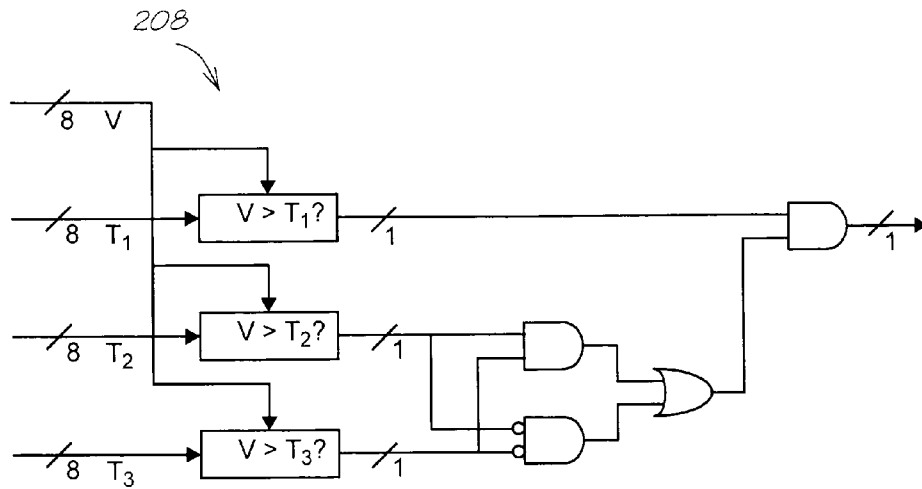 208
8 V
8 T₁
V > T₁?
1
1
8 T₂
V > T₂?
1
8 T₃
V > T₃?
1